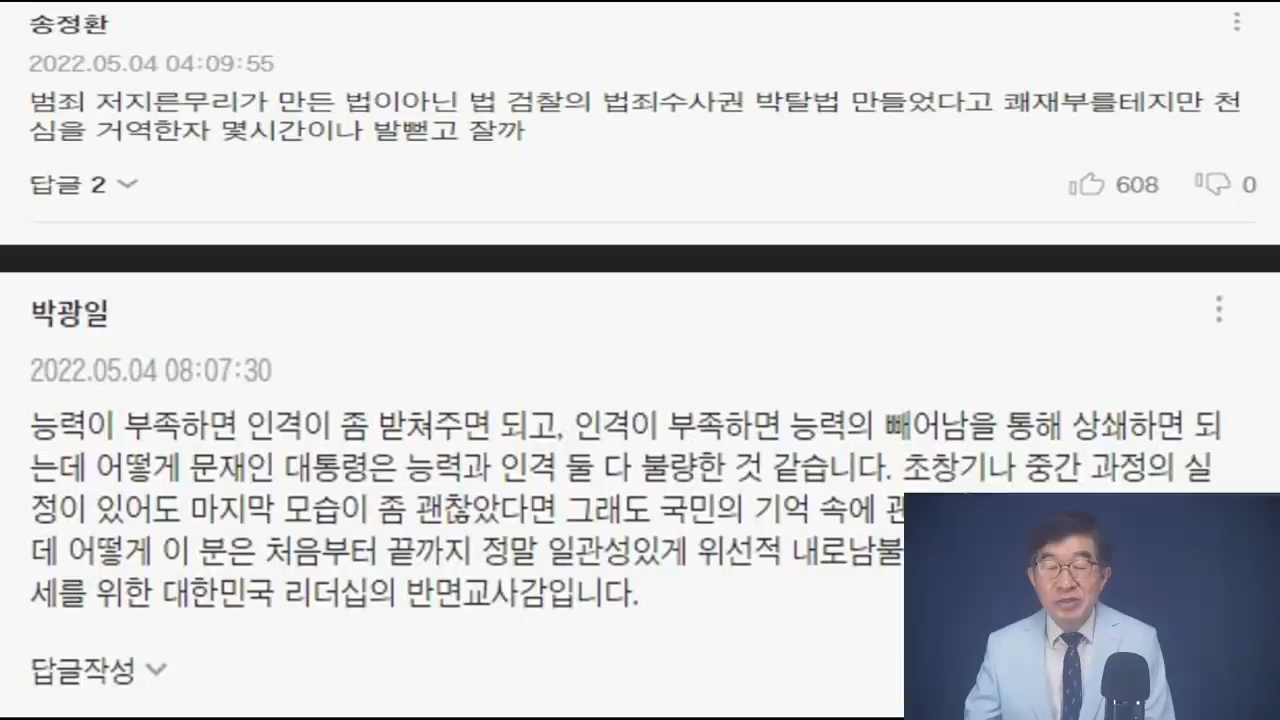 송정환
2022.05.04 04:09:55
범죄 저지른무리가 만든 법이아닌 법 검찰의 범죄수사권 박탈법 만들었다고 쾌재부를테지만 천
심을 거역한자 몇시간이나 발뻗고 잘까
답글 2
608
0
박광일
2022.05.04 08:07:30
능력이 부족하면 인격이 좀 받쳐주면 되고, 인격이 부족하면 능력의 빼어남을 통해 상쇄하면 되
는데 어떻게 문재인 대통령은 능력과 인격 둘 다 불량한 것 같습니다. 초창기나 중간 과정의 실
정이 있어도 마지막 모습이 좀 괜찮았다면 그래도 국민의 기억 속에
데 어떻게 이 분은 처음부터 끝까지 정말 일관성있게 위선적 내로남불
세를 위한 대한민국 리더십의 반면교사감입니다.
답글작성